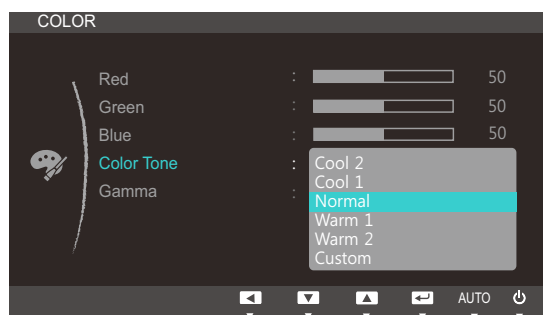 COLOR
Red : 50
Green : 50
Blue : 50
Color Tone : Cool 2
Cool 1
Gamma : Normal
Warm 1
Warm 2
Custom
AUTO